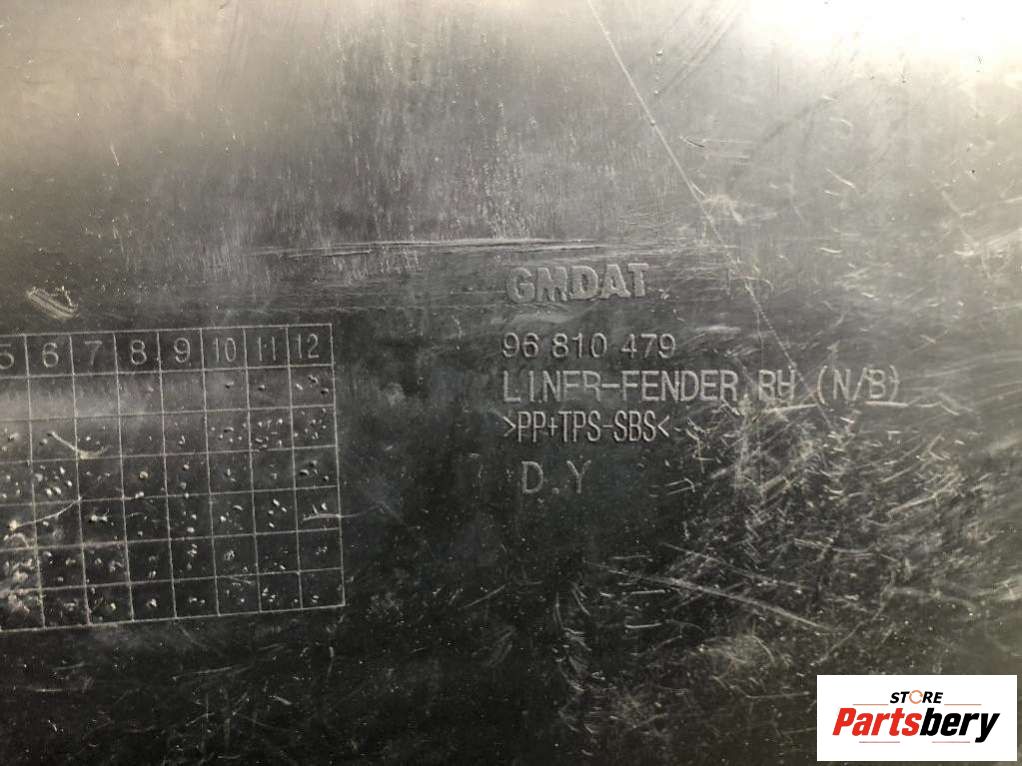 GMDAT
5 6 7 8 9 10 11 12
96 810 479
LINER-FENDER RH (N/B)
>PP+TPS-SBS<
D.Y
STORE
Partsbery